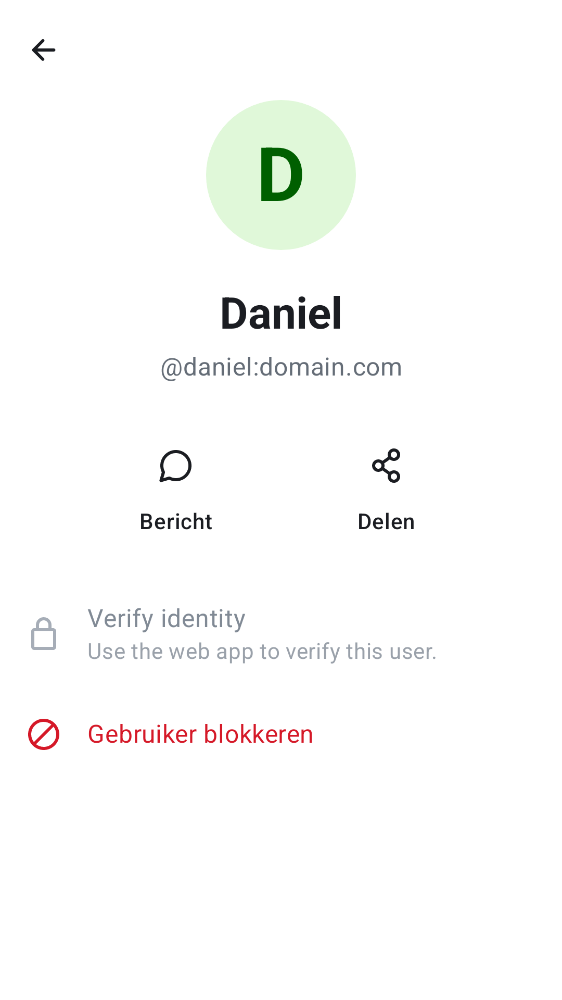 D
Daniel
@daniel:domain.com
Bericht
Delen
Verify identity
Use the web app to verify this user.
Gebruiker blokkeren